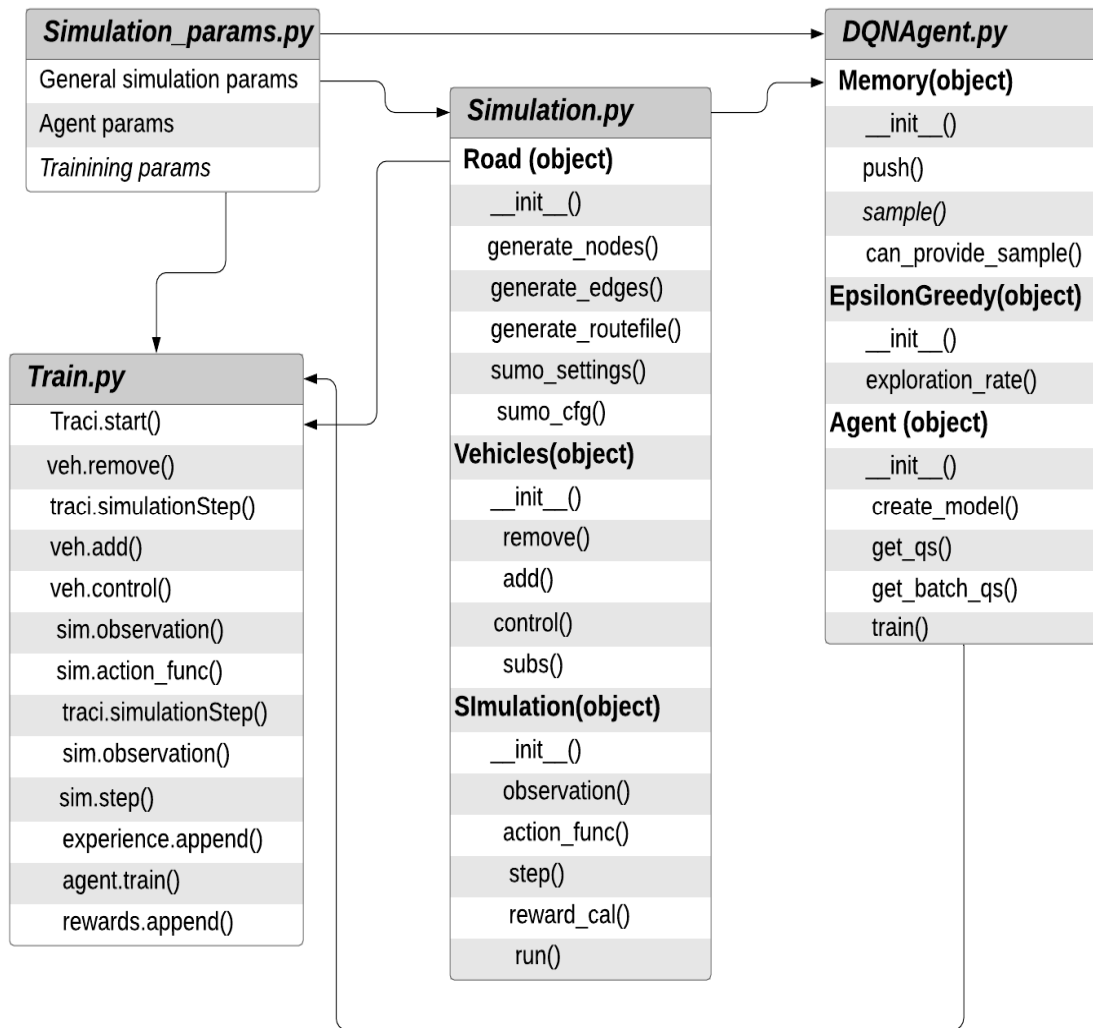 Simulation_params.py
General simulation params
Agent params
Trainining params
Train.py
Traci.start()
veh.remove()
traci.simulationStep()
veh.add()
veh.control()
sim.observation()
sim.action_func()
traci.simulationStep()
sim.observation()
sim.step()
experience.append()
agent.train()
rewards.append()
Simulation.py
Road (object)
__init__()
generate_nodes()
generate_edges()
generate_routefile()
sumo_settings()
sumo_cfg()
Vehicles(object)
__init__()
remove()
add()
control()
subs()
SImulation(object)
__init__()
observation()
action_func()
step()
reward_cal()
run()
DQNAgent.py
Memory(object)
__init__()
push()
sample()
can_provide_sample()
EpsilonGreedy(object)
__init__()
exploration_rate()
Agent (object)
__init__()
create_model()
get_qs()
get_batch_qs()
train()